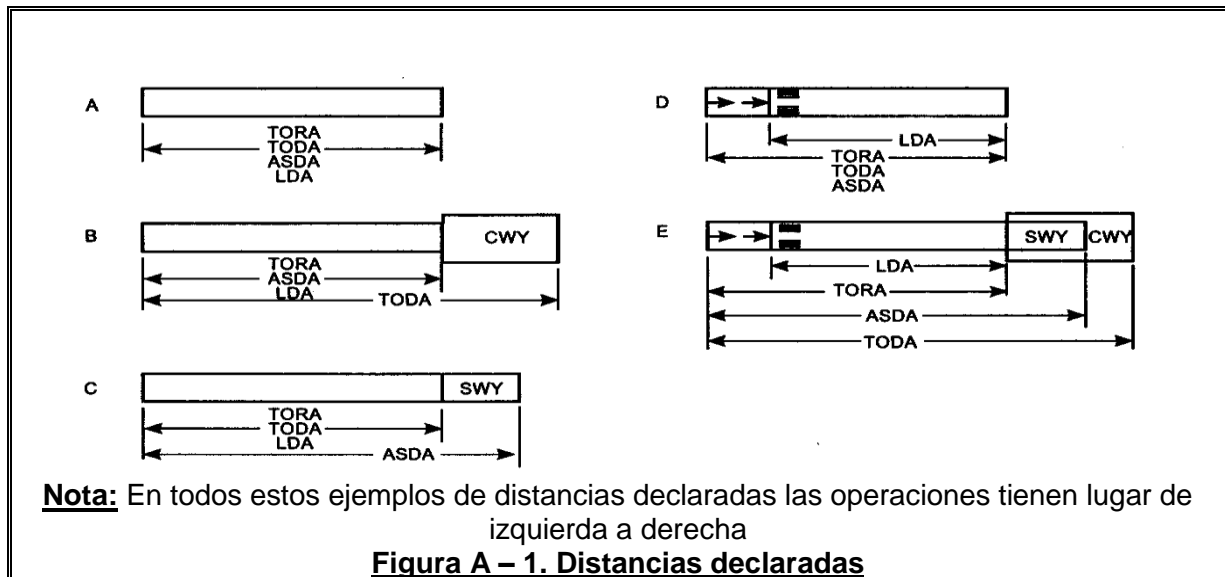 A
TORA
TODA
ASDA
LDA
B
CWY
TORA
ASDA
LDA
TODA
C
SWY
TORA
TODA
LDA
ASDA
D
LDA
TORA
TODA
ASDA
E
SWY CWY
LDA
TORA
ASDA
TODA
Nota: En todos estos ejemplos de distancias declaradas las operaciones tienen lugar de
izquierda a derecha
Figura A – 1. Distancias declaradas